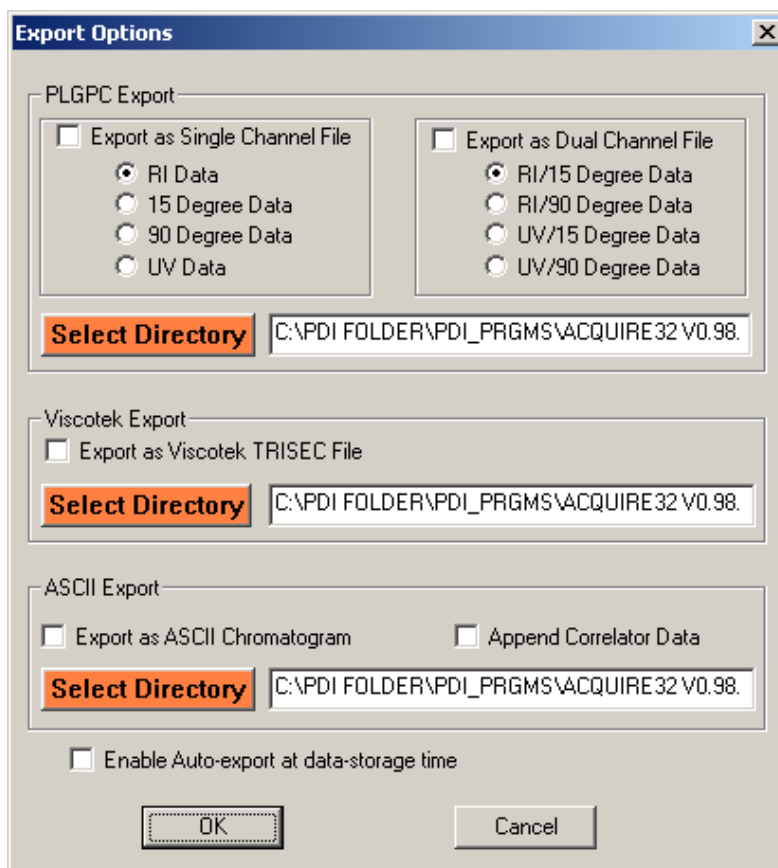 Export Options
PLGPC Export
Export as Single Channel File
RI Data
15 Degree Data
90 Degree Data
UV Data
Export as Dual Channel File
RI/15 Degree Data
RI/90 Degree Data
UV/15 Degree Data
UV/90 Degree Data
Select Directory C:\PDI FOLDER\PDI_PRGMS\ACQUIRE32 V0.98.
Viscotek Export
Export as Viscotek TRISEC File
Select Directory C:\PDI FOLDER\PDI_PRGMS\ACQUIRE32 V0.98.
ASCII Export
Export as ASCII Chromatogram Append Correlator Data
Select Directory C:\PDI FOLDER\PDI_PRGMS\ACQUIRE32 V0.98.
Enable Auto-export at data-storage time
OK Cancel